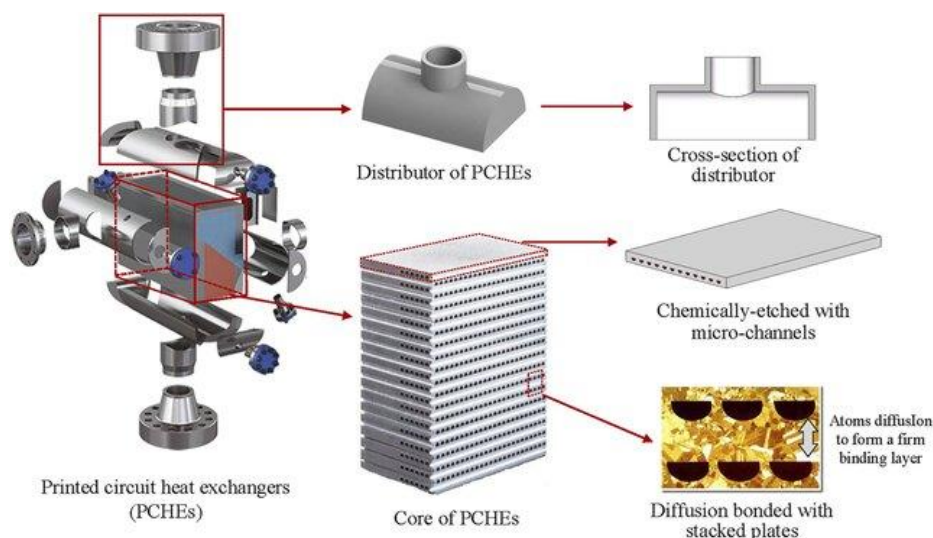 Distributor of PCHEs
Cross-section of
distributor
Chemically-etched with
micro-channels
Atoms diffusIon
to form a firm
binding layer
Printed circuit heat exchangers
(PCHEs)
Core of PCHEs
Diffusion bonded with
stacked plates